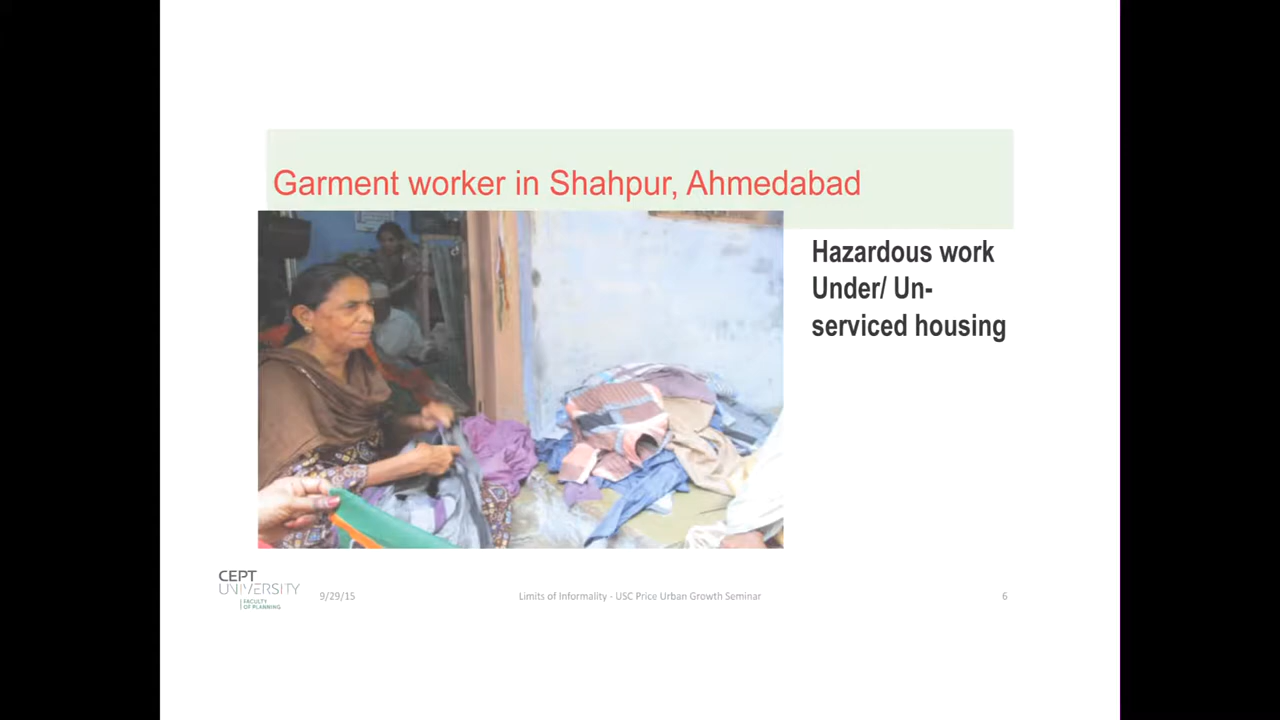 Garment worker in Shahpur, Ahmedabad
Hazardous work
Under/ Un-
serviced housing
CEPT
UNIVERSITY
FACULTY
OF PLANNING
9/29/15
Limits of Informality - USC Price Urban Growth Seminar
6